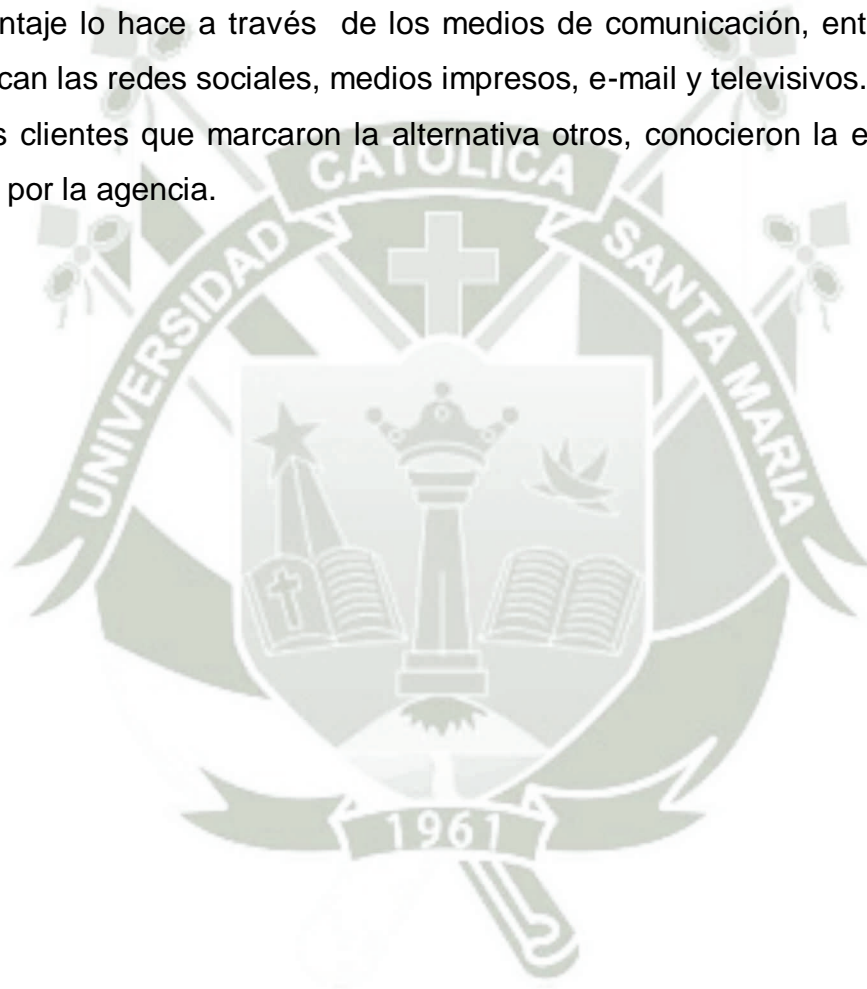 ntaje lo hace a través de los medios de comunicación, ent
can las redes sociales, medios impresos, e-mail y televisivos.
s clientes que marcaron la alternativa otros, conocieron la e
por la agencia.
UNIVERSIDAD CATOLICA SANTA MARIA
1961